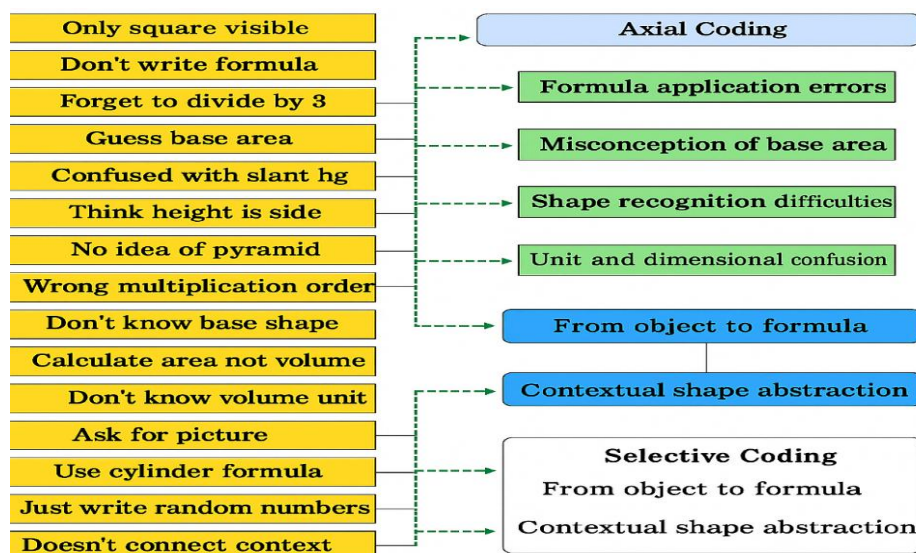 Only square visible
Don't write formula
Forget to divide by 3
Guess base area
Confused with slant hg
Think height is side
No idea of pyramid
Wrong multiplication order
Don't know base shape
Calculate area not volume
Don't know volume unit
Ask for picture
Use cylinder formula
Just write random numbers
Doesn't connect context
Axial Coding
Formula application errors
Misconception of base area
Shape recognition difficulties
Unit and dimensional confusion
From object to formula
Contextual shape abstraction
Selective Coding
From object to formula
Contextual shape abstraction